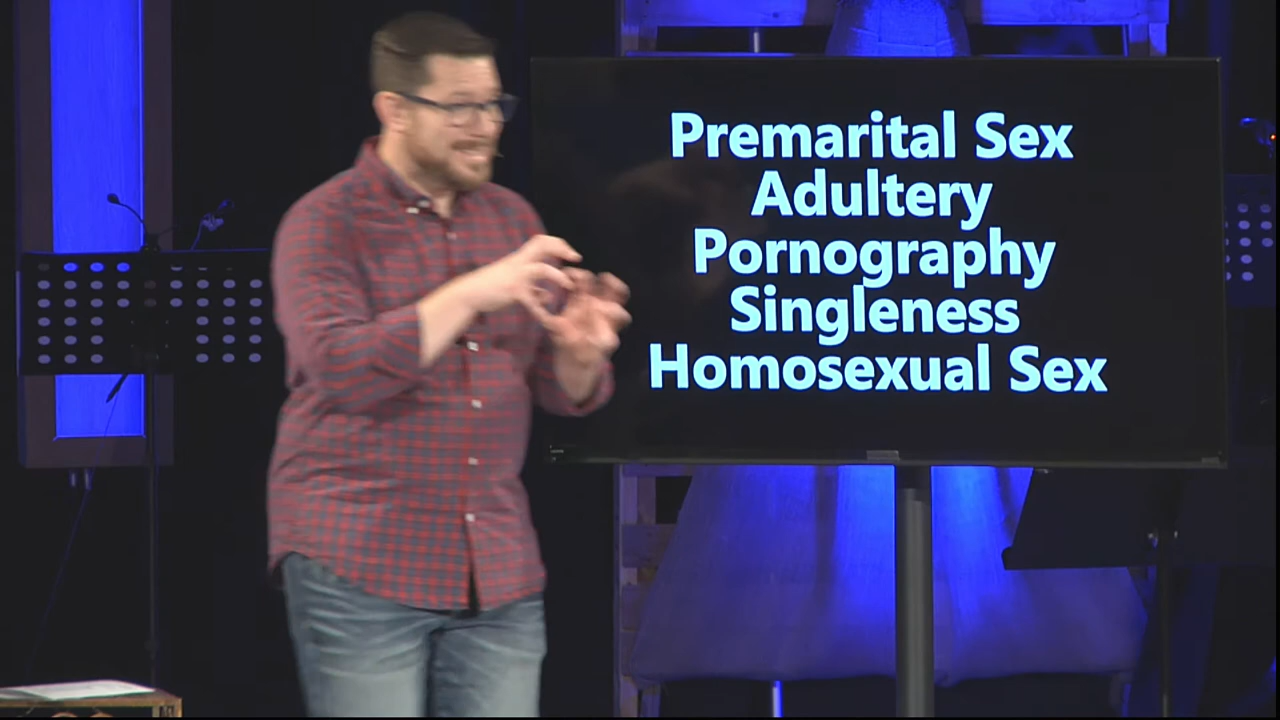 Premarital Sex
Adultery
Pornography
Singleness
Homosexual Sex